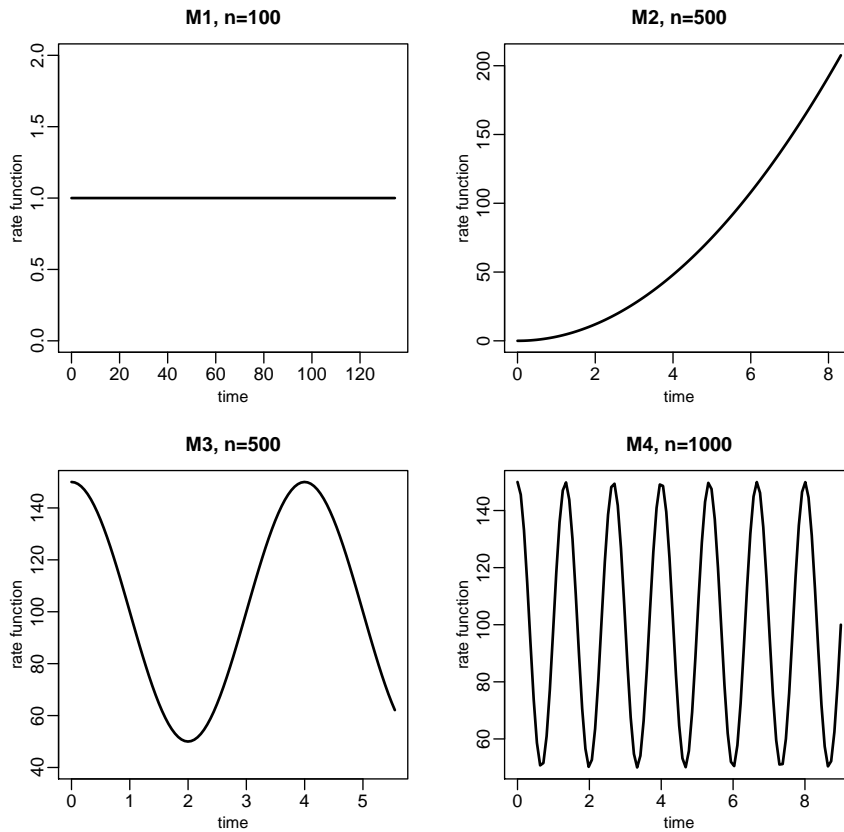 M1, n=100
rate function
0.0 0.5 1.0 1.5 2.0
0 20 40 60 80 100 120
time
M2, n=500
rate function
0 50 100 150 200
0 2 4 6 8
time
M3, n=500
rate function
40 60 80 100 120 140
0 1 2 3 4 5
time
M4, n=1000
rate function
60 80 100 120 140
0 2 4 6 8
time